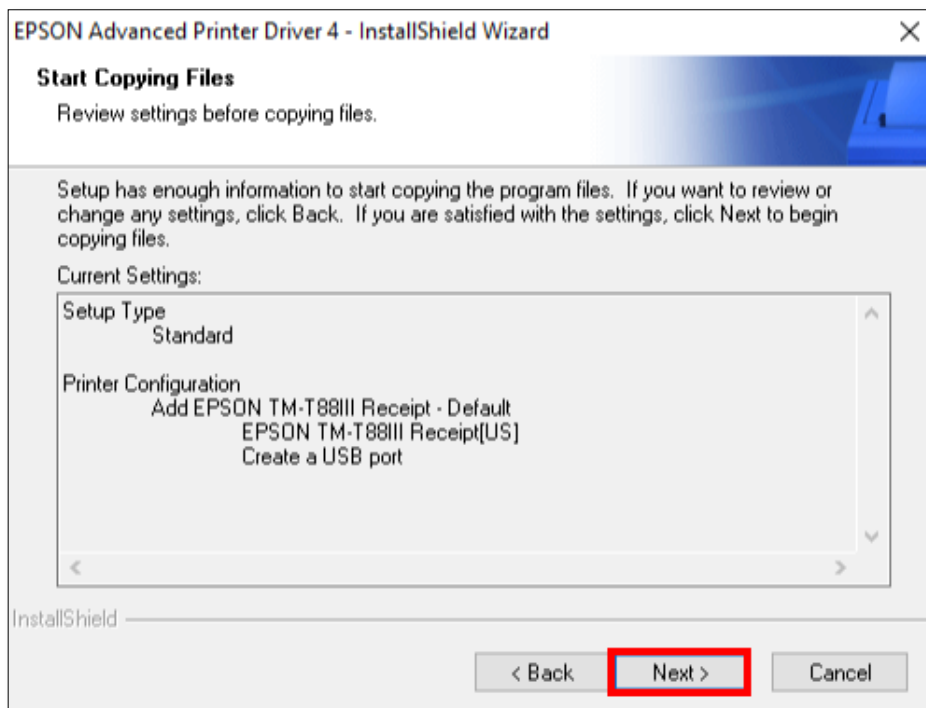 EPSON Advanced Printer Driver 4 - InstallShield Wizard
Start Copying Files
Review settings before copying files.
Setup has enough information to start copying the program files. If you want to review or
change any settings, click Back. If you are satisfied with the settings, click Next to begin
copying files.
Current Settings:
Setup Type
Standard
Printer Configuration
Add EPSON TM-T88III Receipt - Default
EPSON TM-T88III Receipt[US]
Create a USB port
InstallShield
< Back Next > Cancel